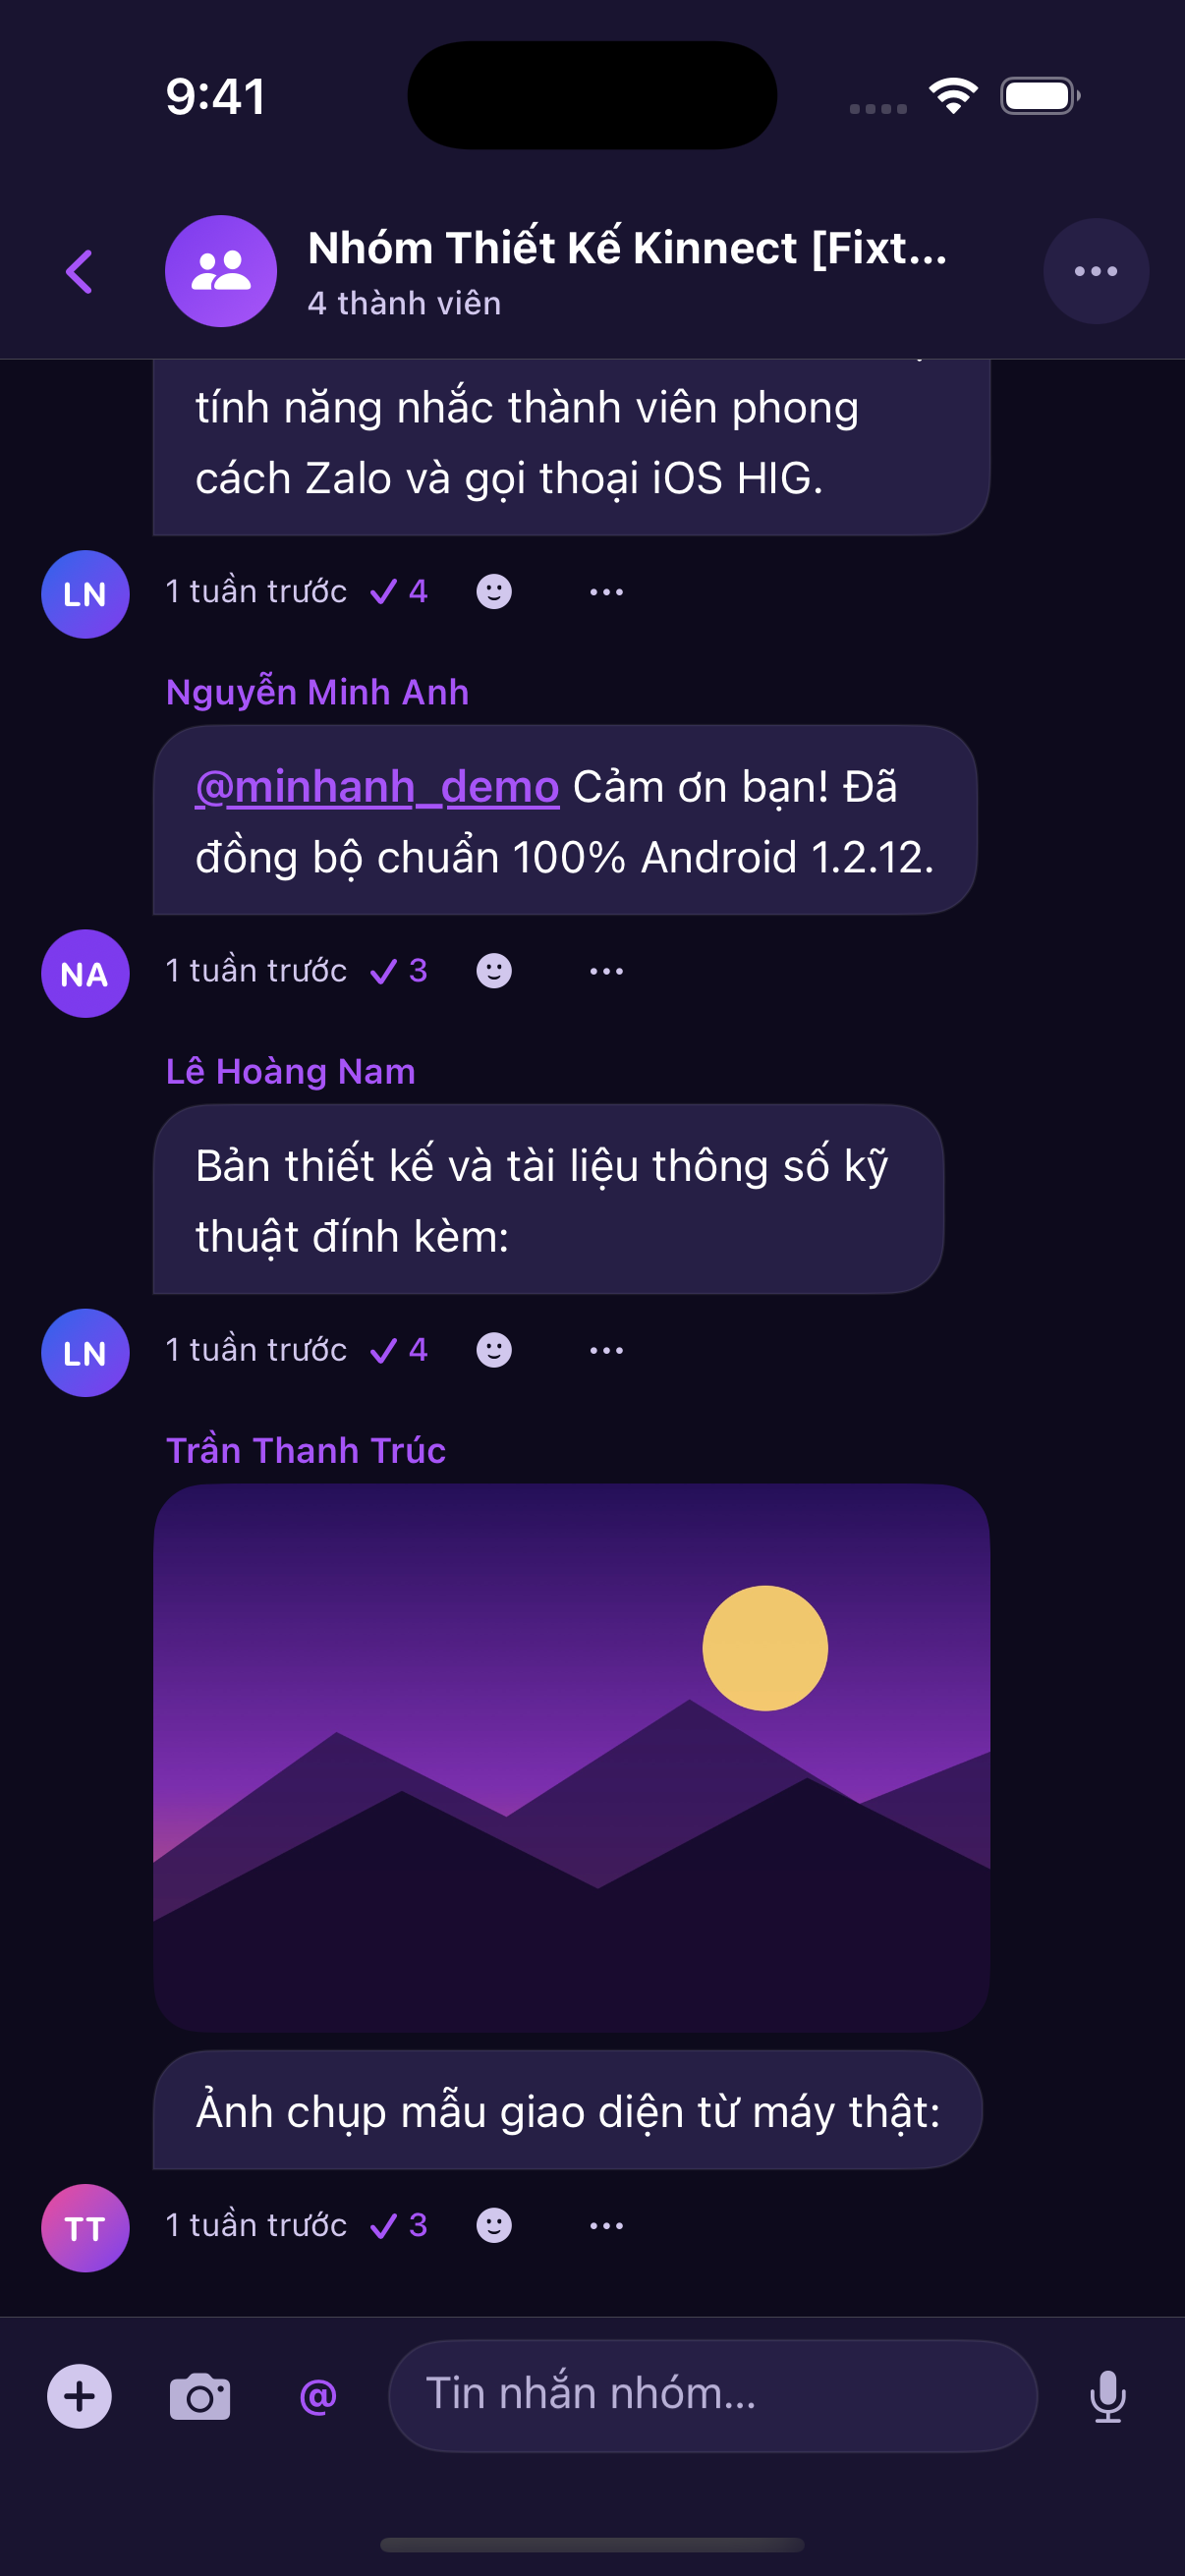 9:41
Nhóm Thiết Kế Kinnect [Fixt...
4 thành viên
tính năng nhắc thành viên phong
cách Zalo và gọi thoại iOS HIG.
LN
1 tuần trước ✓ 4
Nguyễn Minh Anh
@minhanh_demo Cảm ơn bạn! Đã
đồng bộ chuẩn 100% Android 1.2.12.
NA
1 tuần trước ✓ 3
Lê Hoàng Nam
Bản thiết kế và tài liệu thông số kỹ
thuật đính kèm:
LN
1 tuần trước ✓ 4
Trần Thanh Trúc
Ảnh chụp mẫu giao diện từ máy thật:
TT
1 tuần trước ✓ 3
@
Tin nhắn nhóm...